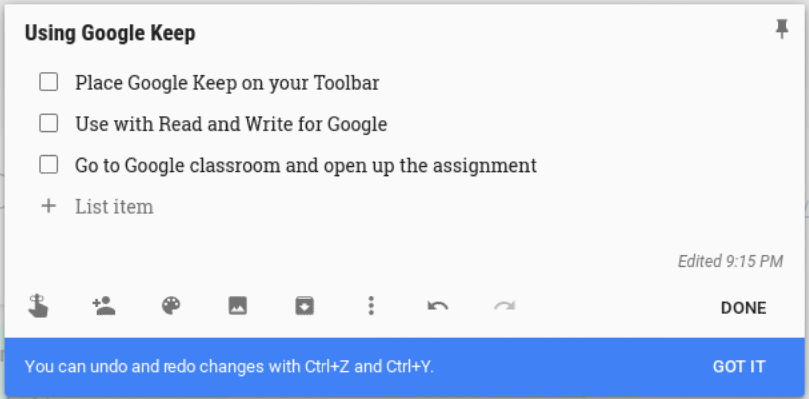 Using Google Keep
Place Google Keep on your Toolbar
Use with Read and Write for Google
Go to Google classroom and open up the assignment
+ List item
Edited 9:15 PM
DONE
You can undo and redo changes with Ctrl+Z and Ctrl+Y.
GOT IT